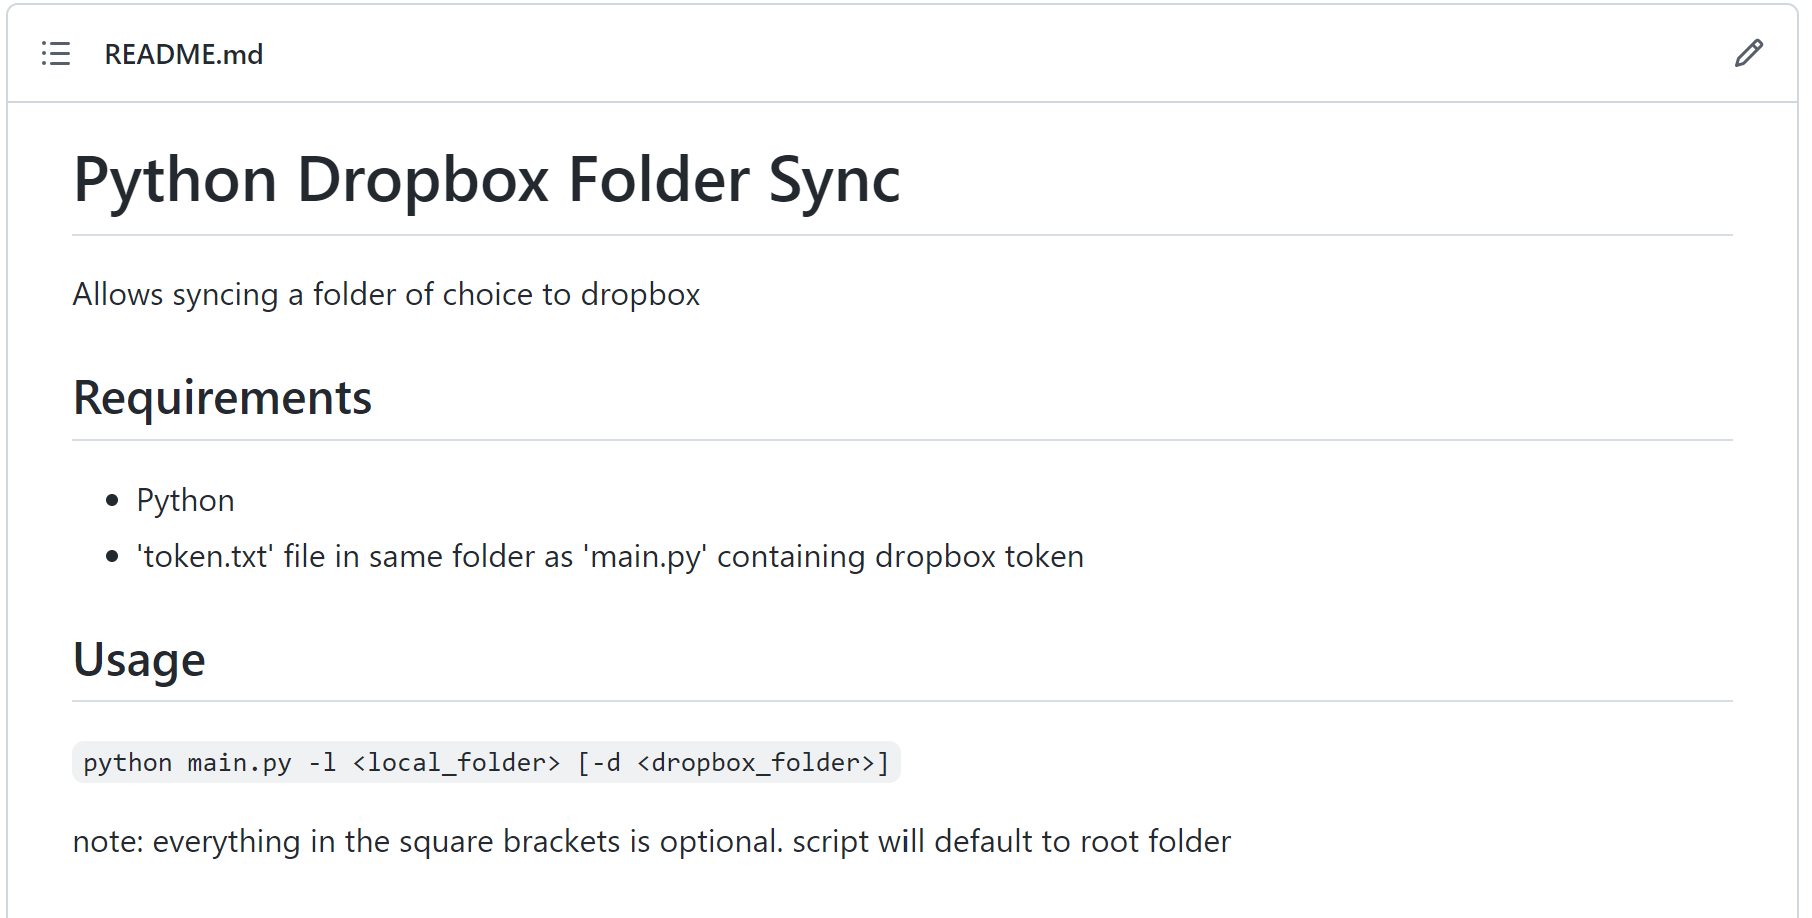 README.md
Python Dropbox Folder Sync
Allows syncing a folder of choice to dropbox
Requirements
Python
'token.txt' file in same folder as 'main.py' containing dropbox token
Usage
python main.py -l <local_folder> [-d <dropbox_folder>]
note: everything in the square brackets is optional. script will default to root folder